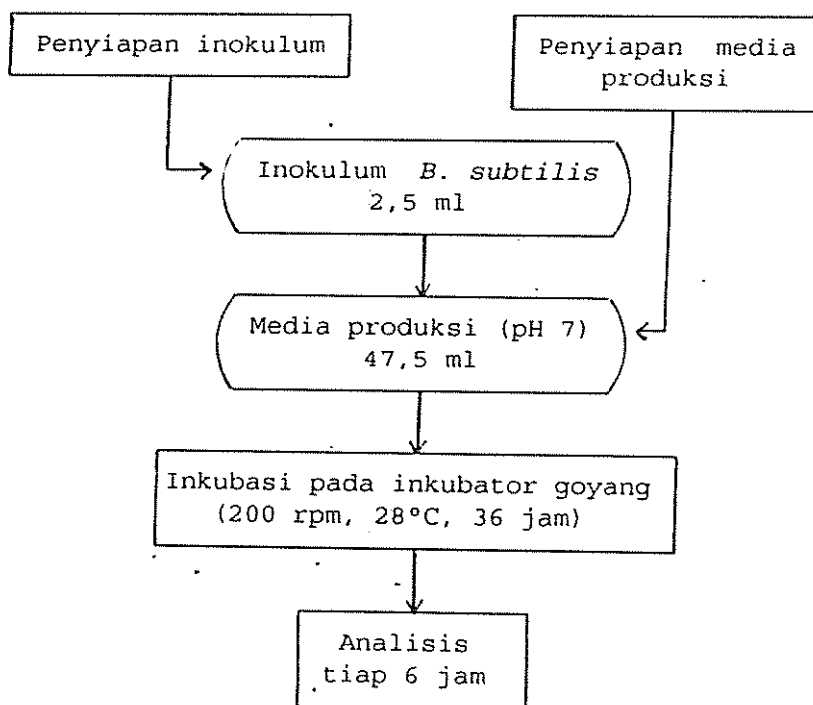 Penyiapan inokulum
Penyiapan media
produksi
Inokulum B. subtilis
2,5 ml
Media produksi (pH 7)
47,5 ml
Inkubasi pada inkubator goyang
(200 rpm, 28°C, 36 jam)
Analisis
tiap 6 jam